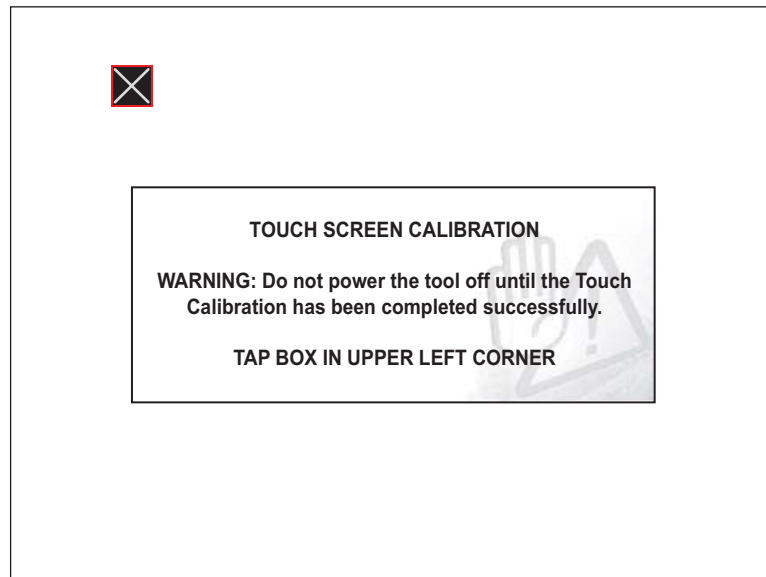 TOUCH SCREEN CALIBRATION
WARNING: Do not power the tool off until the Touch
Calibration has been completed successfully.
TAP BOX IN UPPER LEFT CORNER